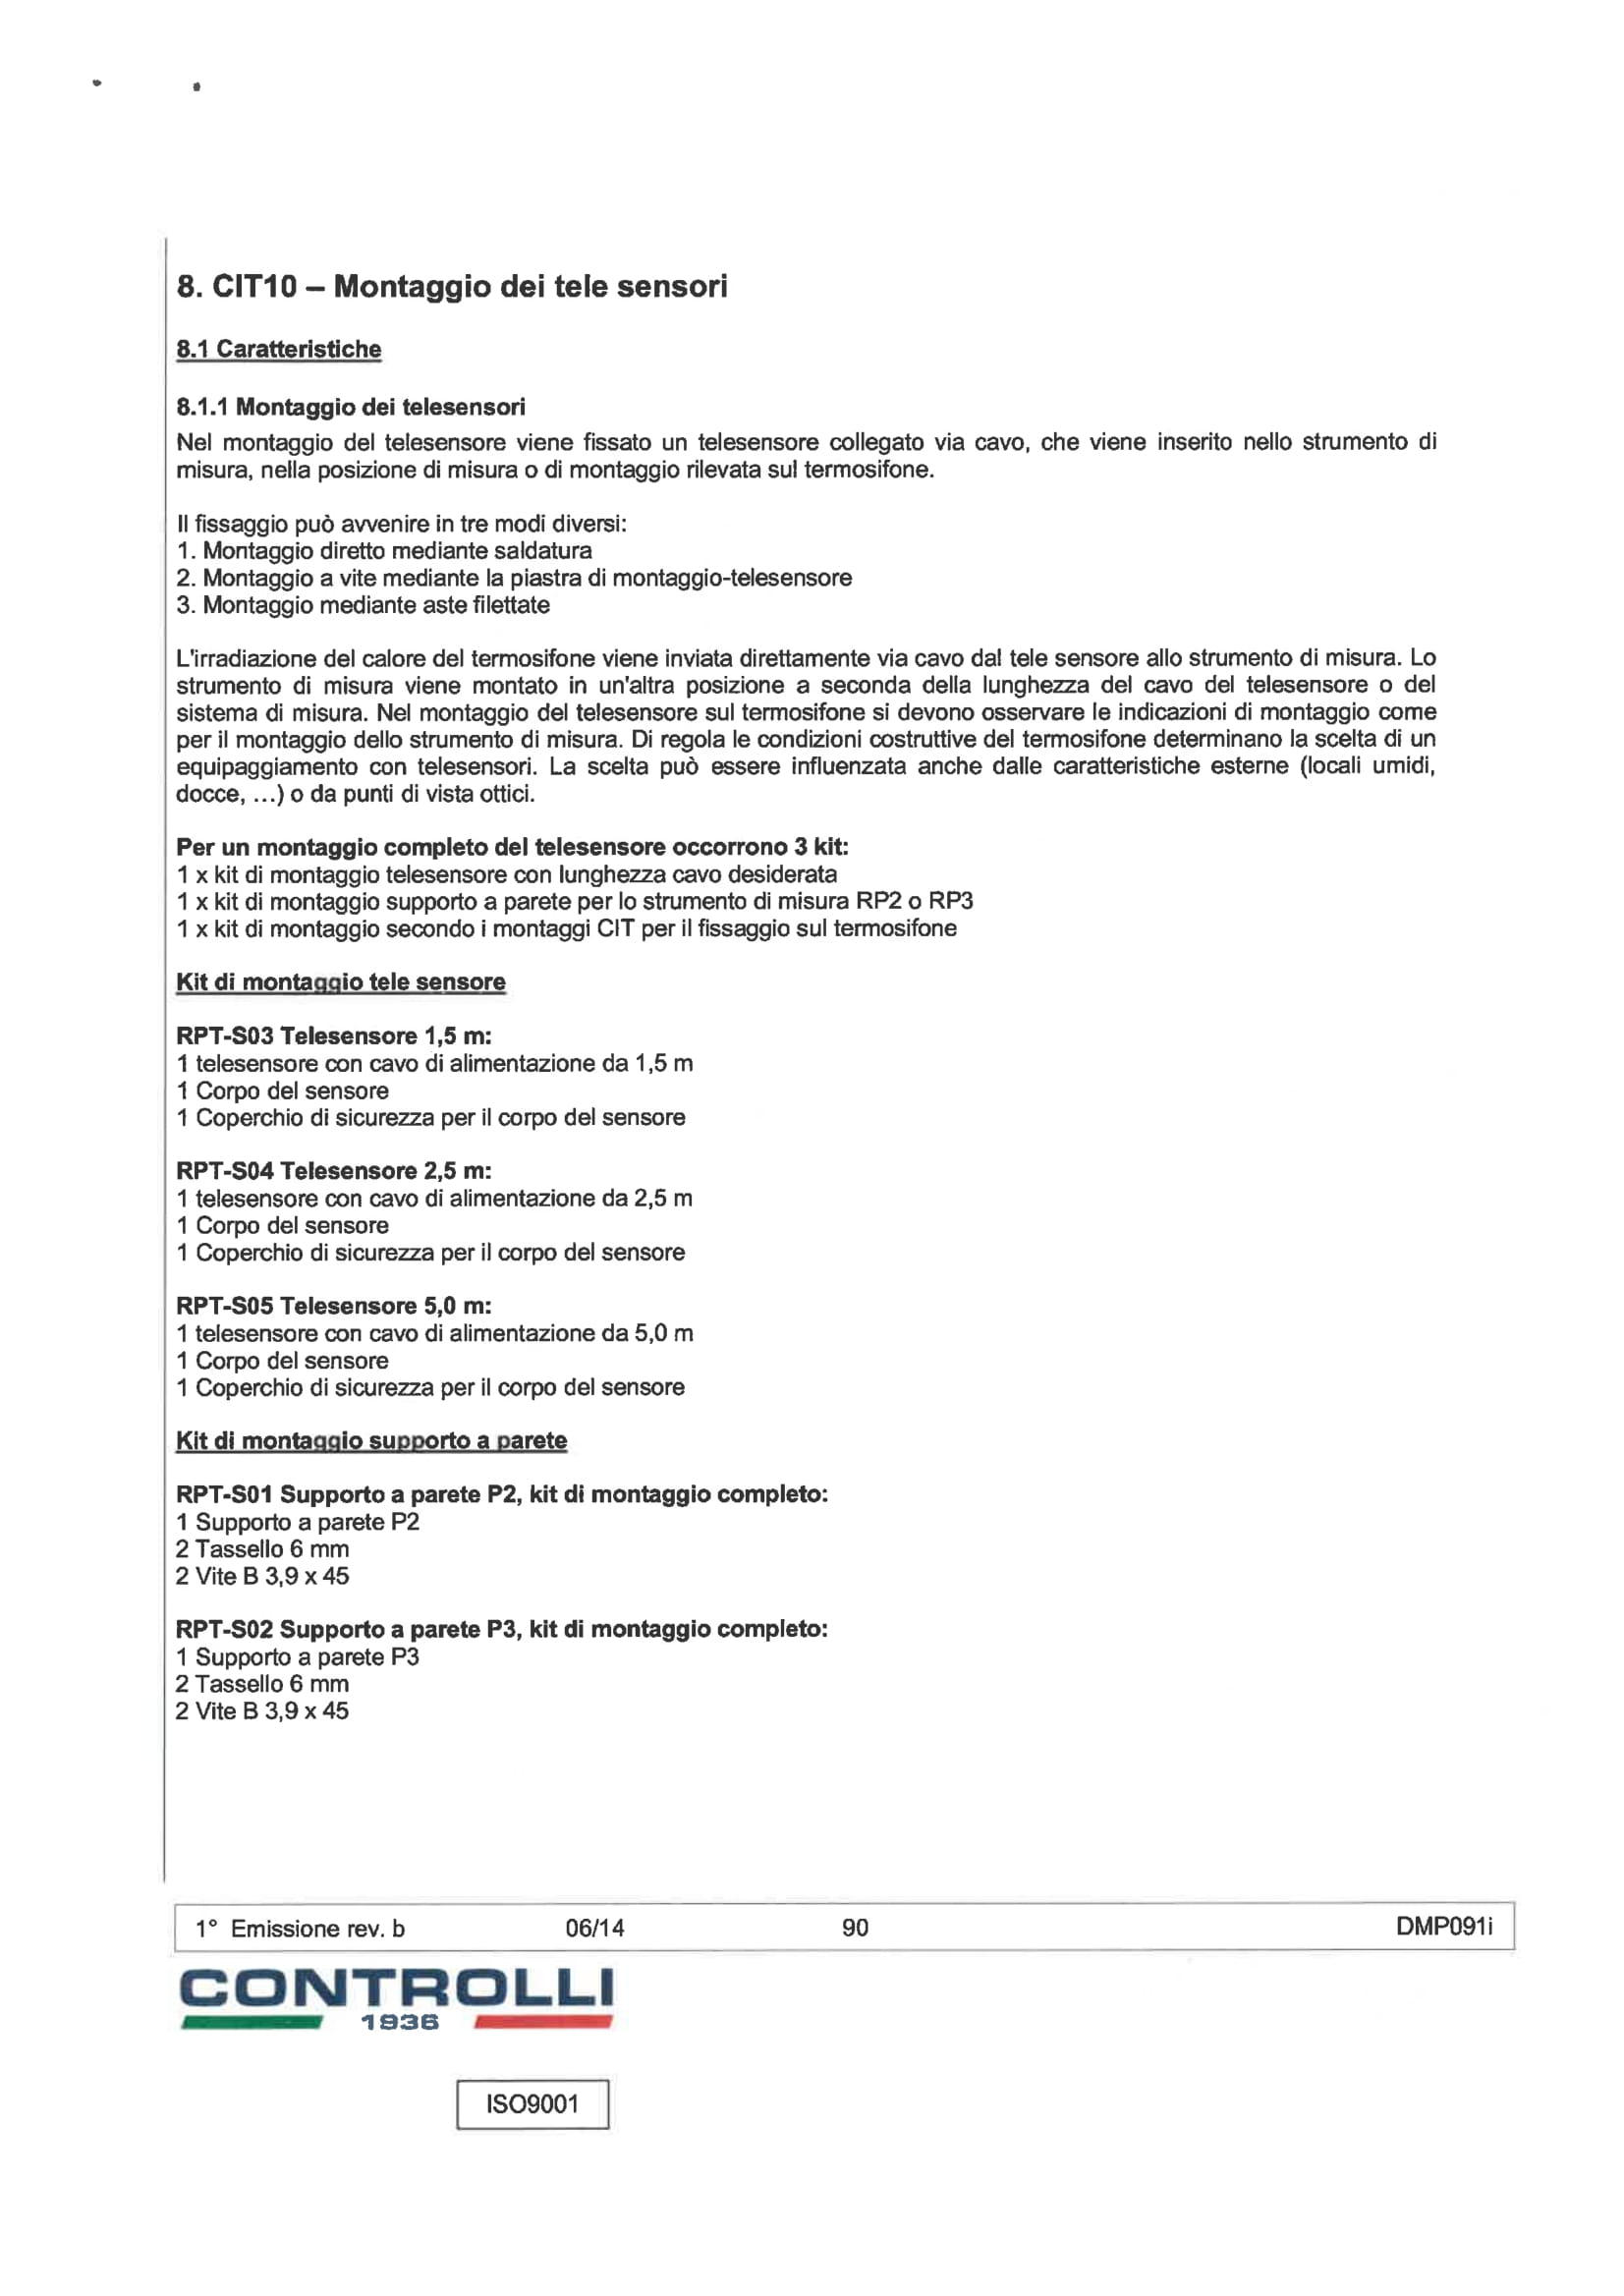 8. CIT10 – Montaggio dei tele sensori
8.1 Caratteristiche
8.1.1 Montaggio dei telesensori
Nel montaggio del telesensore viene fissato un telesensore collegato via cavo, che viene inserito nello strumento di
misura, nella posizione di misura o di montaggio rilevata sul termosifone.
Il fissaggio può avvenire in tre modi diversi:
1. Montaggio diretto mediante saldatura
2. Montaggio a vite mediante la piastra di montaggio-telesensore
3. Montaggio mediante aste filettate
L'irradiazione del calore del termosifone viene inviata direttamente via cavo dal tele sensore allo strumento di misura. Lo
strumento di misura viene montato in un'altra posizione a seconda della lunghezza del cavo del telesensore o del
sistema di misura. Nel montaggio del telesensore sul termosifone si devono osservare le indicazioni di montaggio come
per il montaggio dello strumento di misura. Di regola le condizioni costruttive del termosifone determinano la scelta di un
equipaggiamento con telesensori. La scelta può essere influenzata anche dalle caratteristiche esterne (locali umidi,
docce, ...) o da punti di vista ottici.
Per un montaggio completo del telesensore occorrono 3 kit:
1 x kit di montaggio telesensore con lunghezza cavo desiderata
1 x kit di montaggio supporto a parete per lo strumento di misura RP2 o RP3
1 x kit di montaggio secondo i montaggi CIT per il fissaggio sul termosifone
Kit di montaggio tele sensore
RPT-S03 Telesensore 1,5 m:
1 telesensore con cavo di alimentazione da 1,5 m
1 Corpo del sensore
1 Coperchio di sicurezza per il corpo del sensore
RPT-S04 Telesensore 2,5 m:
1 telesensore con cavo di alimentazione da 2,5 m
1 Corpo del sensore
1 Coperchio di sicurezza per il corpo del sensore
RPT-S05 Telesensore 5,0 m:
1 telesensore con cavo di alimentazione da 5,0 m
1 Corpo del sensore
1 Coperchio di sicurezza per il corpo del sensore
Kit di montaggio supporto a parete
RPT-S01 Supporto a parete P2, kit di montaggio completo:
1 Supporto a parete P2
2 Tassello 6 mm
2 Vite B 3,9 x 45
RPT-S02 Supporto a parete P3, kit di montaggio completo:
1 Supporto a parete P3
2 Tassello 6 mm
2 Vite B 3,9 x 45
1° Emissione rev. b 06/14 90 DMP091i
CONTROLLI
1936
ISO9001